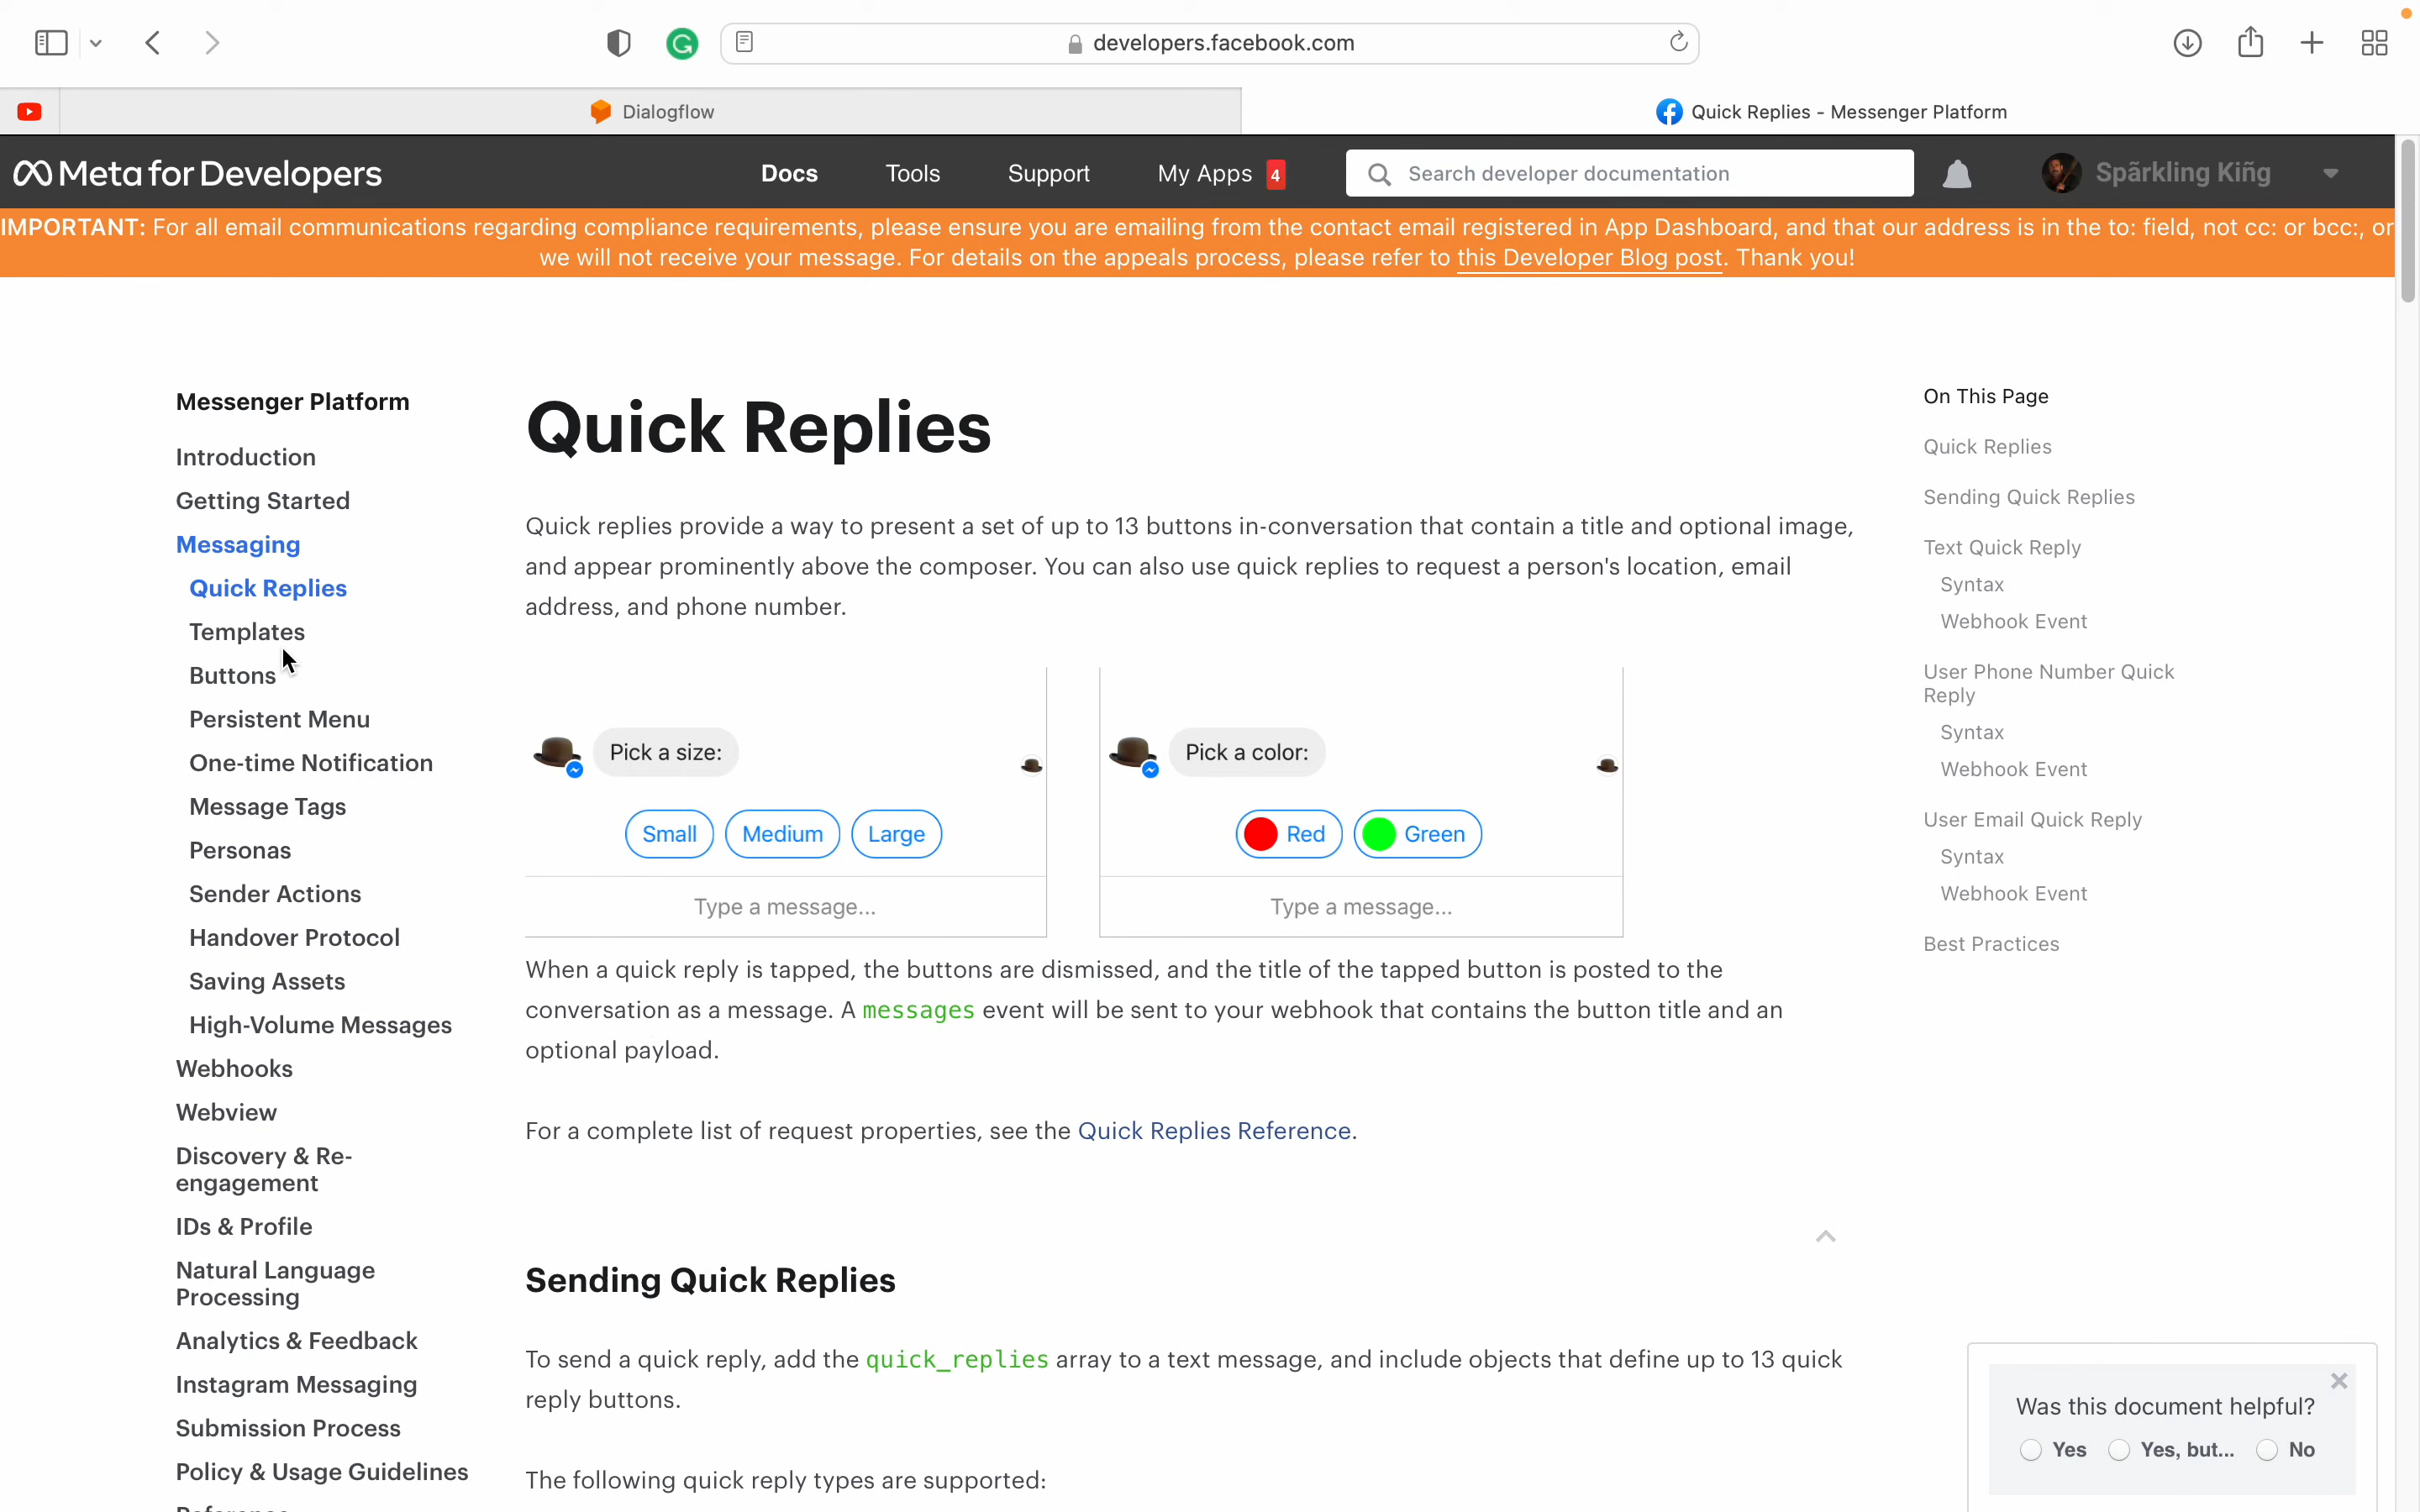 developers.facebook.com
Dialogflow
Quick Replies - Messenger Platform
Meta for Developers
Docs
Tools
Support
My Apps 4
Search developer documentation
Spãrkling Kiñg
IMPORTANT: For all email communications regarding compliance requirements, please ensure you are emailing from the contact email registered in App Dashboard, and that our address is in the to: field, not cc: or bcc:, or
we will not receive your message. For details on the appeals process, please refer to this Developer Blog post. Thank you!
Messenger Platform
Introduction
Getting Started
Messaging
Quick Replies
Templates
Buttons
Persistent Menu
One-time Notification
Message Tags
Personas
Sender Actions
Handover Protocol
Saving Assets
High-Volume Messages
Webhooks
Webview
Discovery & Re-
engagement
IDs & Profile
Natural Language
Processing
Analytics & Feedback
Instagram Messaging
Submission Process
Policy & Usage Guidelines
Quick Replies
Quick replies provide a way to present a set of up to 13 buttons in-conversation that contain a title and optional image,
and appear prominently above the composer. You can also use quick replies to request a person's location, email
address, and phone number.
Pick a size:
Small
Medium
Large
Type a message...
Pick a color:
Red
Green
Type a message...
When a quick reply is tapped, the buttons are dismissed, and the title of the tapped button is posted to the
conversation as a message. A messages event will be sent to your webhook that contains the button title and an
optional payload.
For a complete list of request properties, see the Quick Replies Reference.
Sending Quick Replies
To send a quick reply, add the quick_replies array to a text message, and include objects that define up to 13 quick
reply buttons.
The following quick reply types are supported:
On This Page
Quick Replies
Sending Quick Replies
Text Quick Reply
Syntax
Webhook Event
User Phone Number Quick
Reply
Syntax
Webhook Event
User Email Quick Reply
Syntax
Webhook Event
Best Practices
Was this document helpful?
Yes
Yes, but...
No